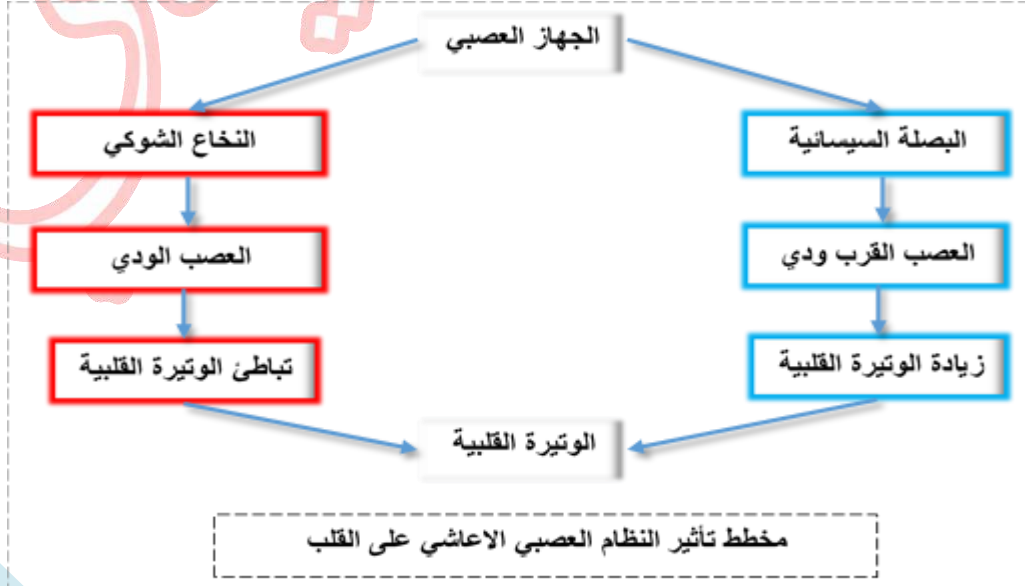 الجهاز العصبي
البصلة السيسانية
النخاع الشوكي
العصب القرب ودي
العصب الودي
زيادة الوتيرة القلبية
تباطئ الوتيرة القلبية
الوتيرة القلبية
مخطط تأثير النظام العصبي الاعاشي على القلب